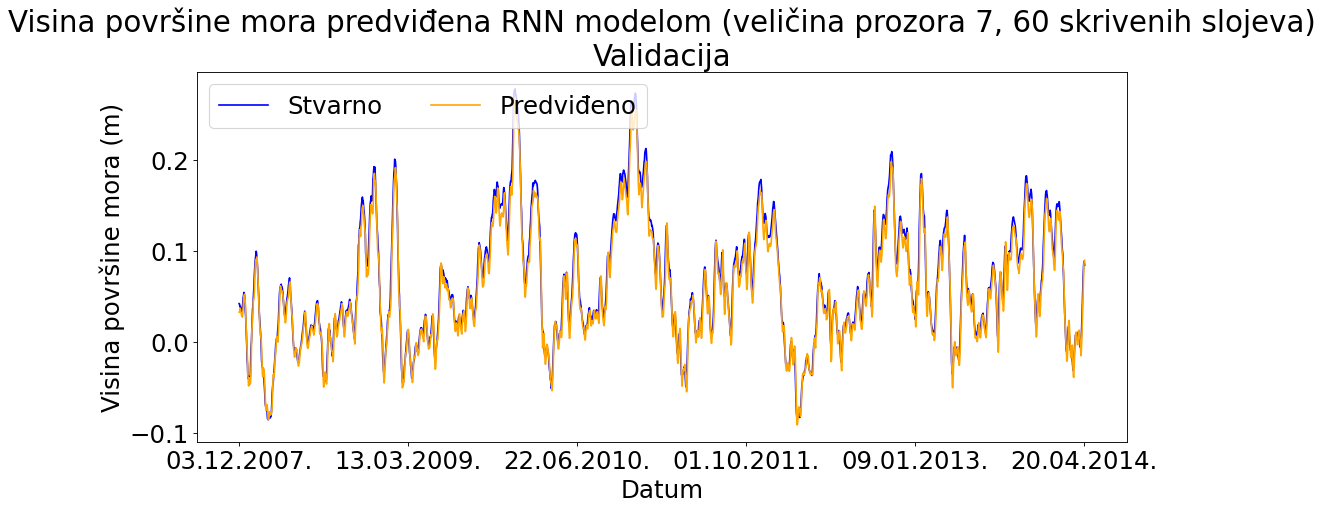 Visina površine mora predviđena RNN modelom (veličina prozora 7, 60 skrivenih slojeva)
Validacija
Stvarno Predviđeno
Visina površine mora (m)
0.2
0.1
0.0
−0.1
03.12.2007. 13.03.2009. 22.06.2010. 01.10.2011. 09.01.2013. 20.04.2014.
Datum